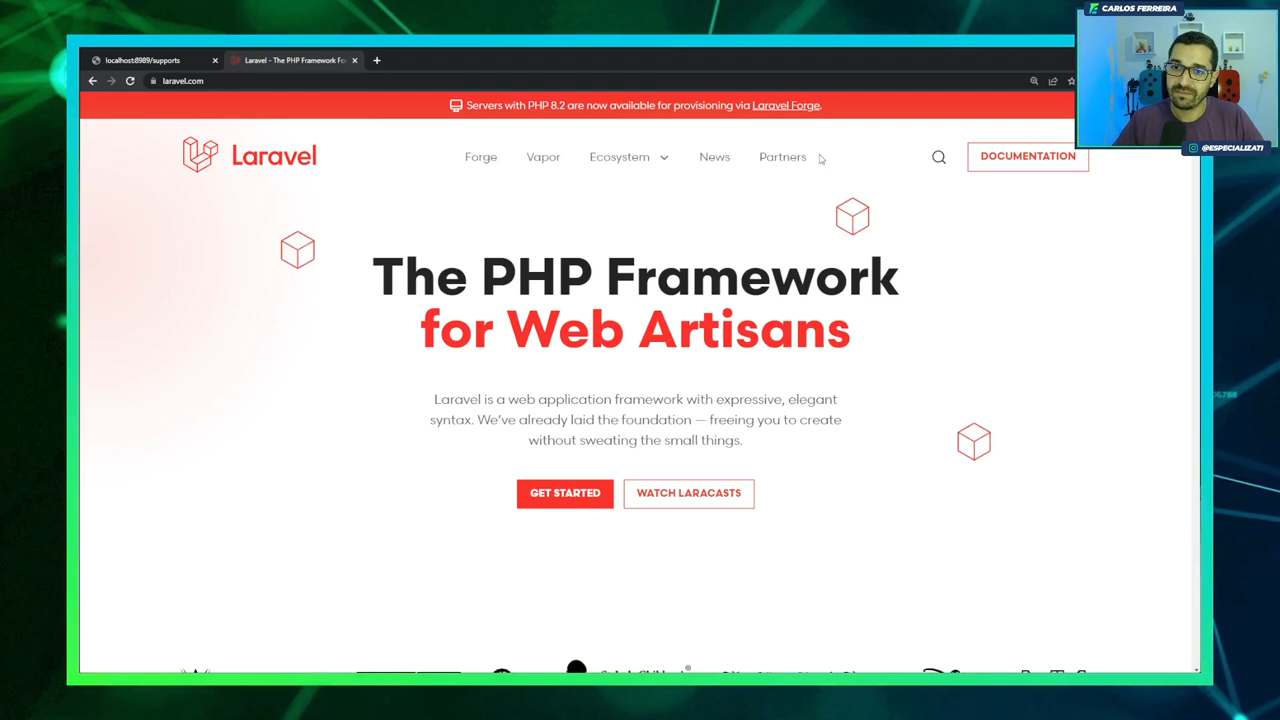 CARLOS FERREIRA
localhost:8989/supports
Laravel - The PHP Framework Fo
laravel.com
Servers with PHP 8.2 are now available for provisioning via Laravel Forge.
Laravel
Forge
Vapor
Ecosystem
News
Partners
DOCUMENTATION
@ESPECIALIZATI
The PHP Framework
for Web Artisans
Laravel is a web application framework with expressive, elegant
syntax. We've already laid the foundation — freeing you to create
without sweating the small things.
GET STARTED
WATCH LARACASTS